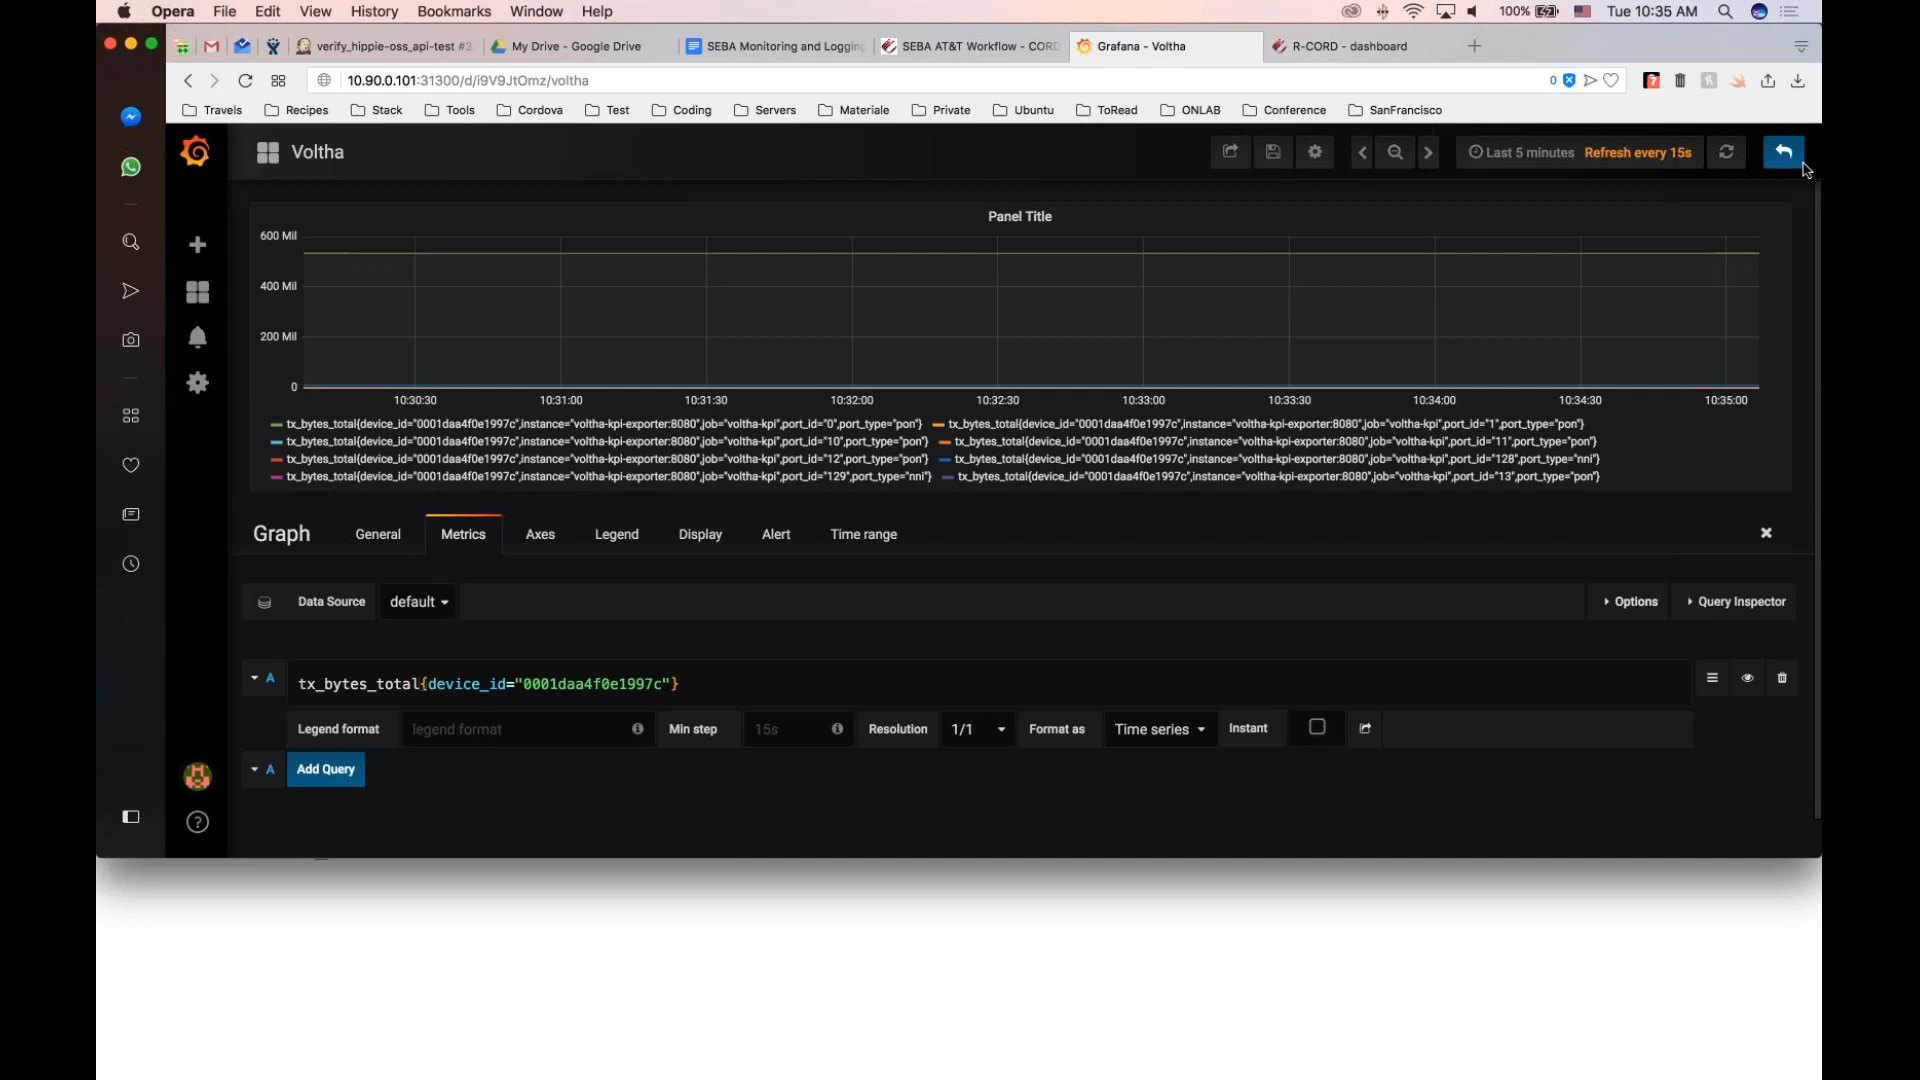 Opera File Edit View History Bookmarks Window Help 100% Tue 10:35 AM
verify_hippie-oss_api-test #3 My Drive - Google Drive SEBA Monitoring and Logging SEBA AT&T Workflow - CORD Grafana - Voltha R-CORD - dashboard
10.90.0.101:31300/d/i9V9JtOmz/voltha 0
Travels Recipes Stack Tools Cordova Test Coding Servers Materiale Private Ubuntu ToRead ONLAB Conference SanFrancisco
Voltha Last 5 minutes Refresh every 15s
Panel Title
600 Mil
400 Mil
200 Mil
0
10:30:30 10:31:00 10:31:30 10:32:00 10:32:30 10:33:00 10:33:30 10:34:00 10:34:30 10:35:00
tx_bytes_total{device_id="0001daa4f0e1997c",instance="voltha-kpi-exporter:8080",job="voltha-kpi",port_id="0",port_type="pon"} tx_bytes_total{device_id="0001daa4f0e1997c",instance="voltha-kpi-exporter:8080",job="voltha-kpi",port_id="1",port_type="pon"}
tx_bytes_total{device_id="0001daa4f0e1997c",instance="voltha-kpi-exporter:8080",job="voltha-kpi",port_id="10",port_type="pon"} tx_bytes_total{device_id="0001daa4f0e1997c",instance="voltha-kpi-exporter:8080",job="voltha-kpi",port_id="11",port_type="pon"}
tx_bytes_total{device_id="0001daa4f0e1997c",instance="voltha-kpi-exporter:8080",job="voltha-kpi",port_id="12",port_type="pon"} tx_bytes_total{device_id="0001daa4f0e1997c",instance="voltha-kpi-exporter:8080",job="voltha-kpi",port_id="128",port_type="nni"}
tx_bytes_total{device_id="0001daa4f0e1997c",instance="voltha-kpi-exporter:8080",job="voltha-kpi",port_id="129",port_type="nni"} tx_bytes_total{device_id="0001daa4f0e1997c",instance="voltha-kpi-exporter:8080",job="voltha-kpi",port_id="13",port_type="pon"}
Graph General Metrics Axes Legend Display Alert Time range
Data Source default Options Query Inspector
A tx_bytes_total{device_id="0001daa4f0e1997c"}
Legend format legend format Min step 15s Resolution 1/1 Format as Time series Instant
A Add Query